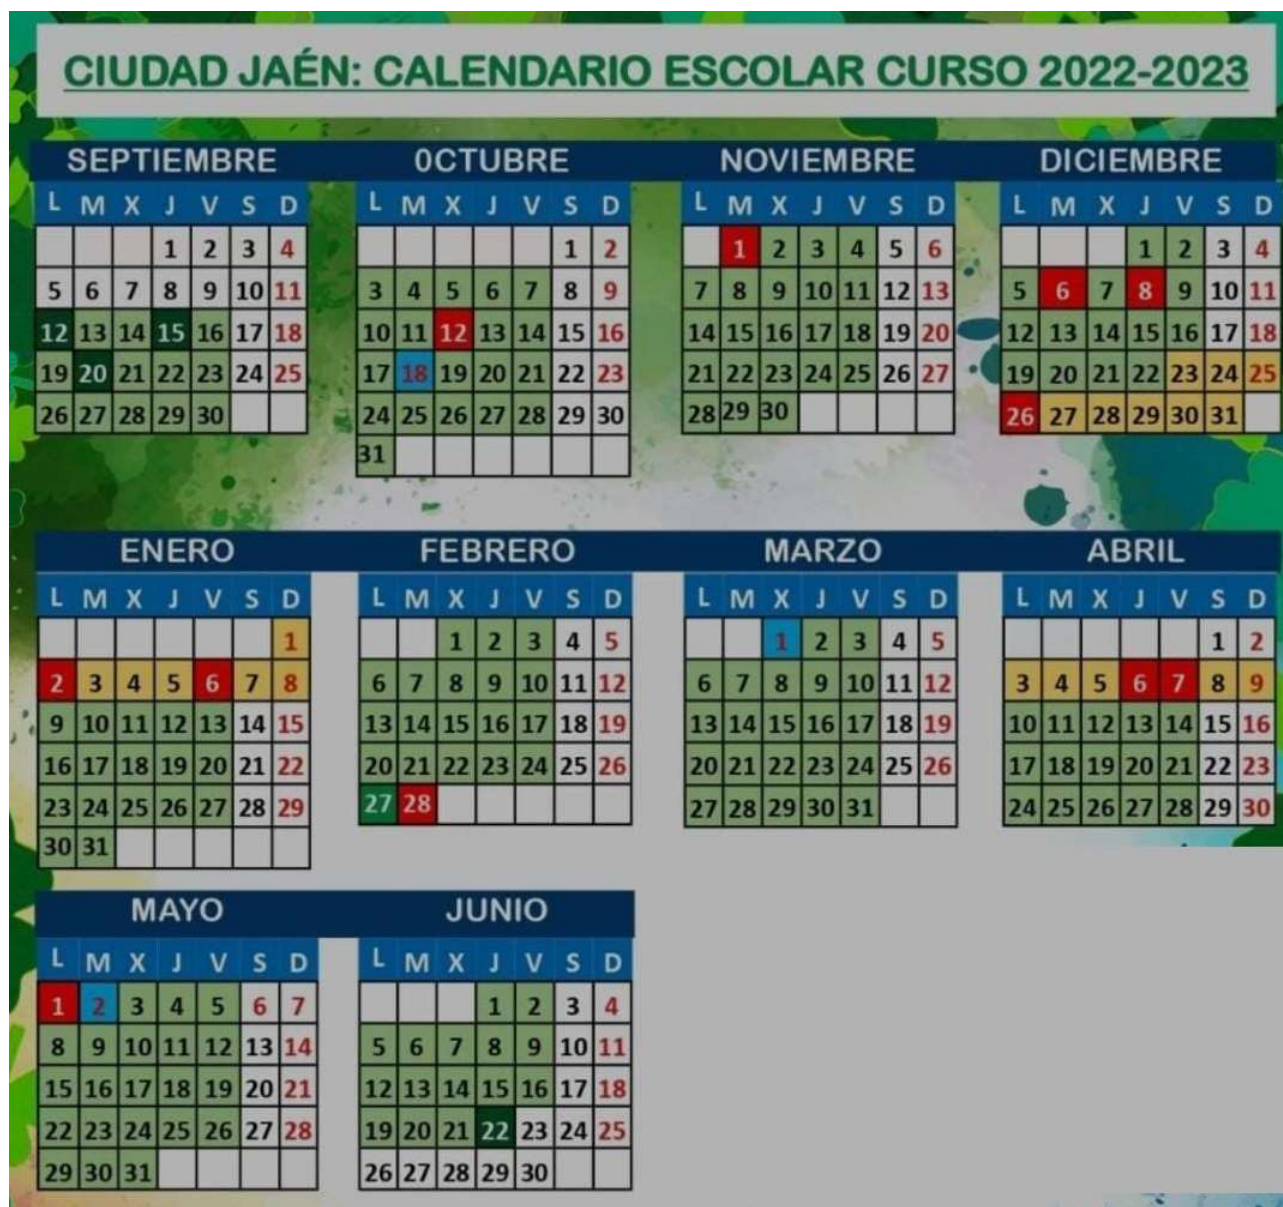 CIUDAD JAÉN: CALENDARIO ESCOLAR CURSO 2022-2023
SEPTIEMBRE
L M X J V S D
1 2 3 4
5 6 7 8 9 10 11
12 13 14 15 16 17 18
19 20 21 22 23 24 25
26 27 28 29 30
0CTUBRE
L M X J V S D
1 2
3 4 5 6 7 8 9
10 11 12 13 14 15 16
17 18 19 20 21 22 23
24 25 26 27 28 29 30
31
NOVIEMBRE
L M X J V S D
1 2 3 4 5 6
7 8 9 10 11 12 13
14 15 16 17 18 19 20
21 22 23 24 25 26 27
28 29 30
DICIEMBRE
L M X J V S D
1 2 3 4
5 6 7 8 9 10 11
12 13 14 15 16 17 18
19 20 21 22 23 24 25
26 27 28 29 30 31
ENERO
L M X J V S D
1
2 3 4 5 6 7 8
9 10 11 12 13 14 15
16 17 18 19 20 21 22
23 24 25 26 27 28 29
30 31
FEBRERO
L M X J V S D
1 2 3 4 5
6 7 8 9 10 11 12
13 14 15 16 17 18 19
20 21 22 23 24 25 26
27 28
MARZO
L M X J V S D
1 2 3 4 5
6 7 8 9 10 11 12
13 14 15 16 17 18 19
20 21 22 23 24 25 26
27 28 29 30 31
ABRIL
L M X J V S D
1 2
3 4 5 6 7 8 9
10 11 12 13 14 15 16
17 18 19 20 21 22 23
24 25 26 27 28 29 30
MAYO
L M X J V S D
1 2 3 4 5 6 7
8 9 10 11 12 13 14
15 16 17 18 19 20 21
22 23 24 25 26 27 28
29 30 31
JUNIO
L M X J V S D
1 2 3 4
5 6 7 8 9 10 11
12 13 14 15 16 17 18
19 20 21 22 23 24 25
26 27 28 29 30